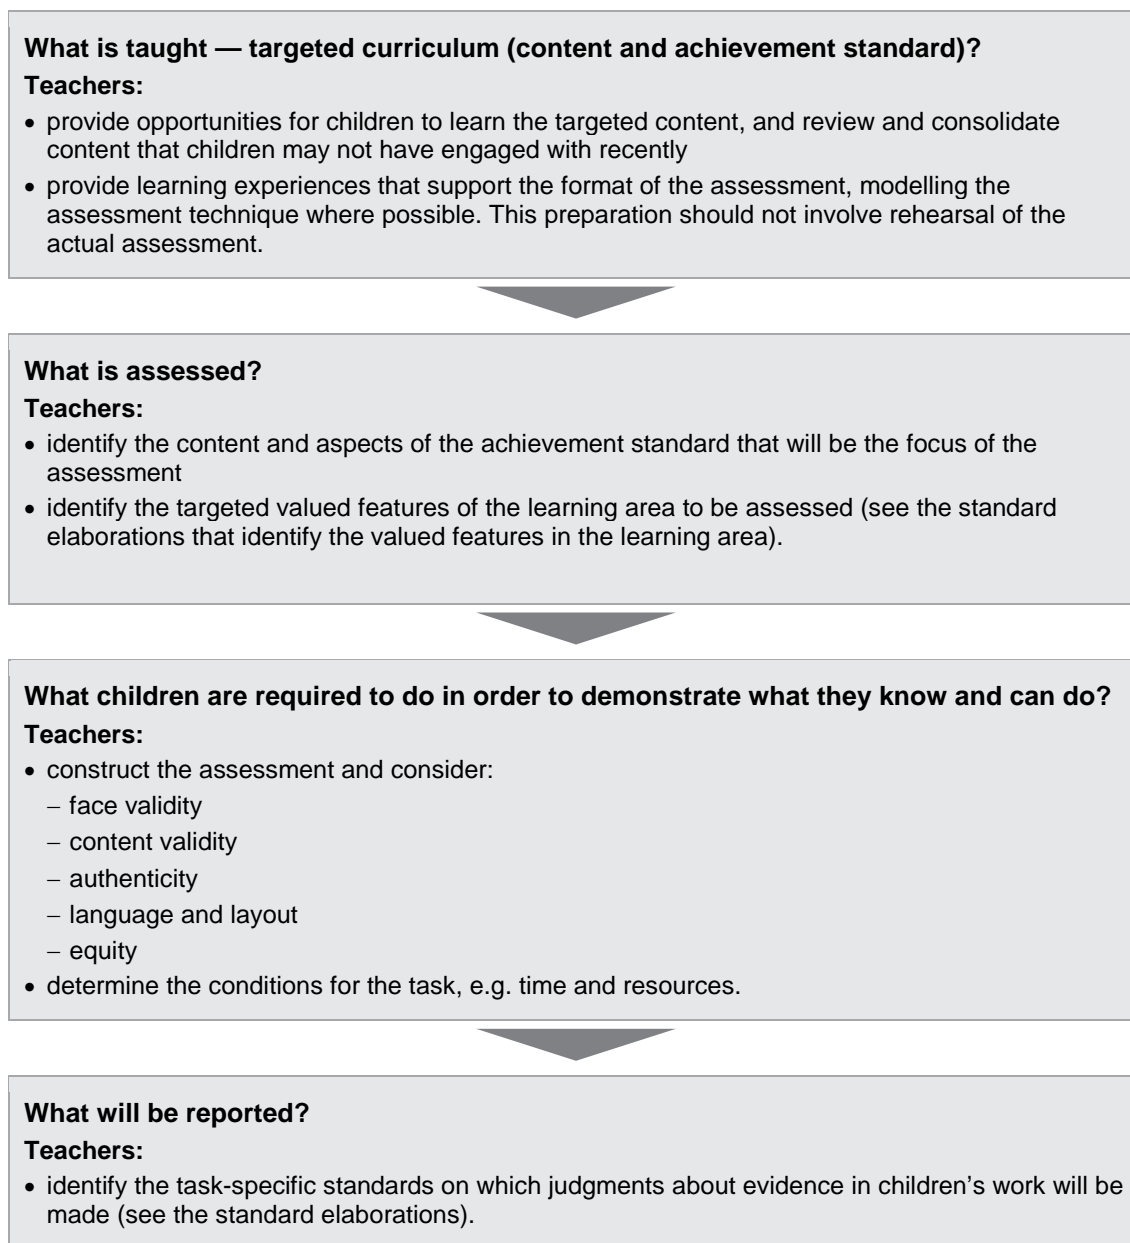 What is taught — targeted curriculum (content and achievement standard)?
Teachers:
• provide opportunities for children to learn the targeted content, and review and consolidate
content that children may not have engaged with recently
• provide learning experiences that support the format of the assessment, modelling the
assessment technique where possible. This preparation should not involve rehearsal of the
actual assessment.
What is assessed?
Teachers:
• identify the content and aspects of the achievement standard that will be the focus of the
assessment
• identify the targeted valued features of the learning area to be assessed (see the standard
elaborations that identify the valued features in the learning area).
What children are required to do in order to demonstrate what they know and can do?
Teachers:
• construct the assessment and consider:
− face validity
− content validity
− authenticity
− language and layout
− equity
• determine the conditions for the task, e.g. time and resources.
What will be reported?
Teachers:
• identify the task-specific standards on which judgments about evidence in children’s work will be
made (see the standard elaborations).